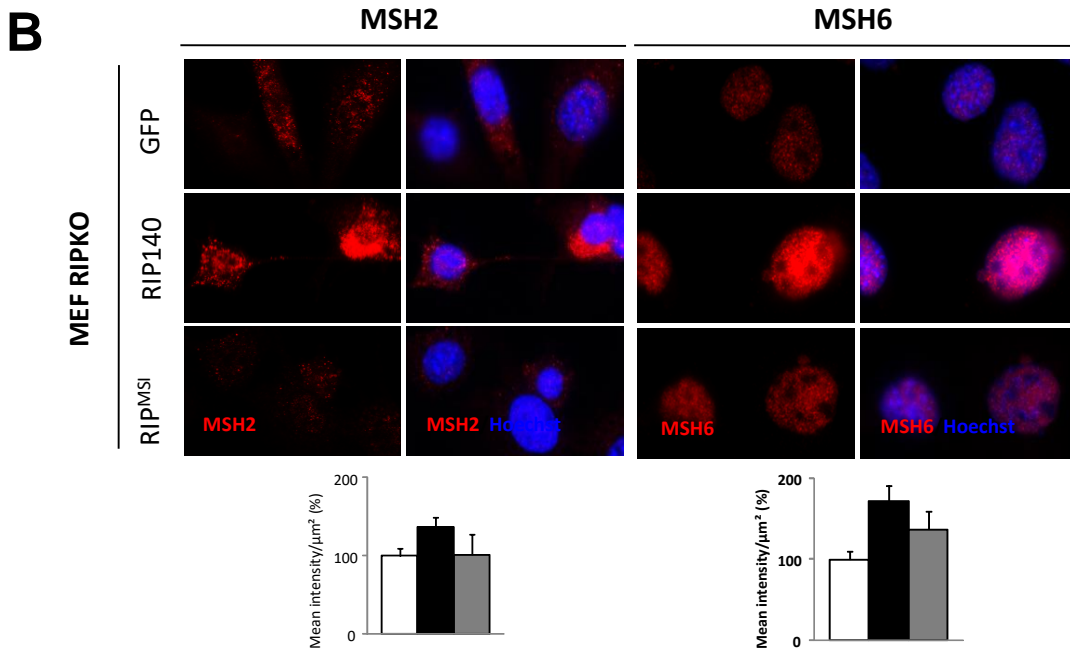 B
MSH2
MSH6
MEF RIPKO
GFP
RIP140
RIPᴹˢᴵ
MSH2
MSH2 Hoechst
MSH6
MSH6 Hoechst
Mean intensity/µm² (%)
200
100
0
Mean intensity/µm² (%)
200
100
0